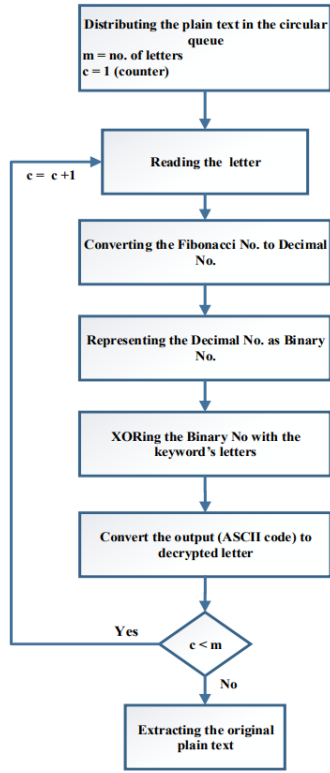 Distributing the plain text in the circular
queue
m = no. of letters
c = 1 (counter)
c = c +1
Reading the letter
Converting the Fibonacci No. to Decimal
No.
Representing the Decimal No. as Binary
No.
XORing the Binary No with the
keyword's letters
Convert the output (ASCII code) to
decrypted letter
Yes
c < m
No
Extracting the original
plain text